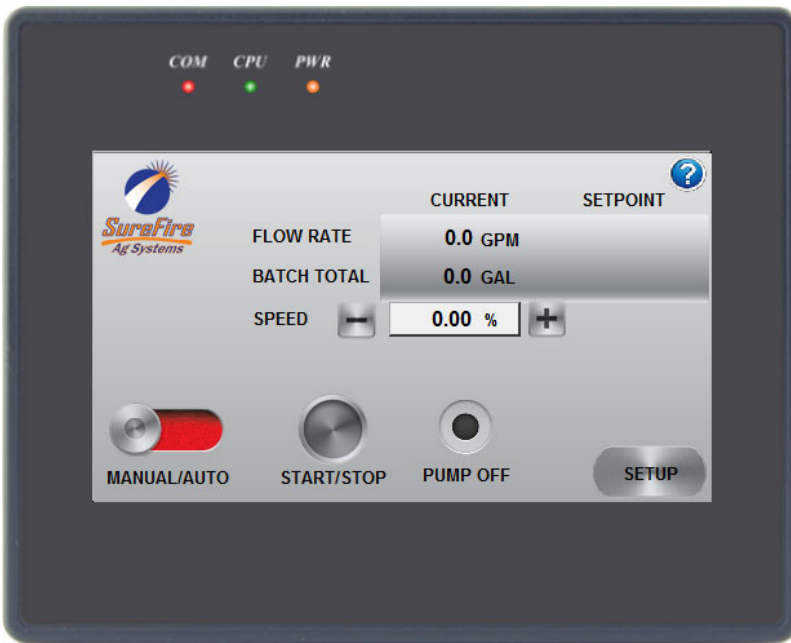 COM CPU PWR
?
CURRENT SETPOINT
SureFire
Ag Systems
FLOW RATE 0.0 GPM
BATCH TOTAL 0.0 GAL
SPEED − 0.00 % +
MANUAL/AUTO START/STOP PUMP OFF SETUP